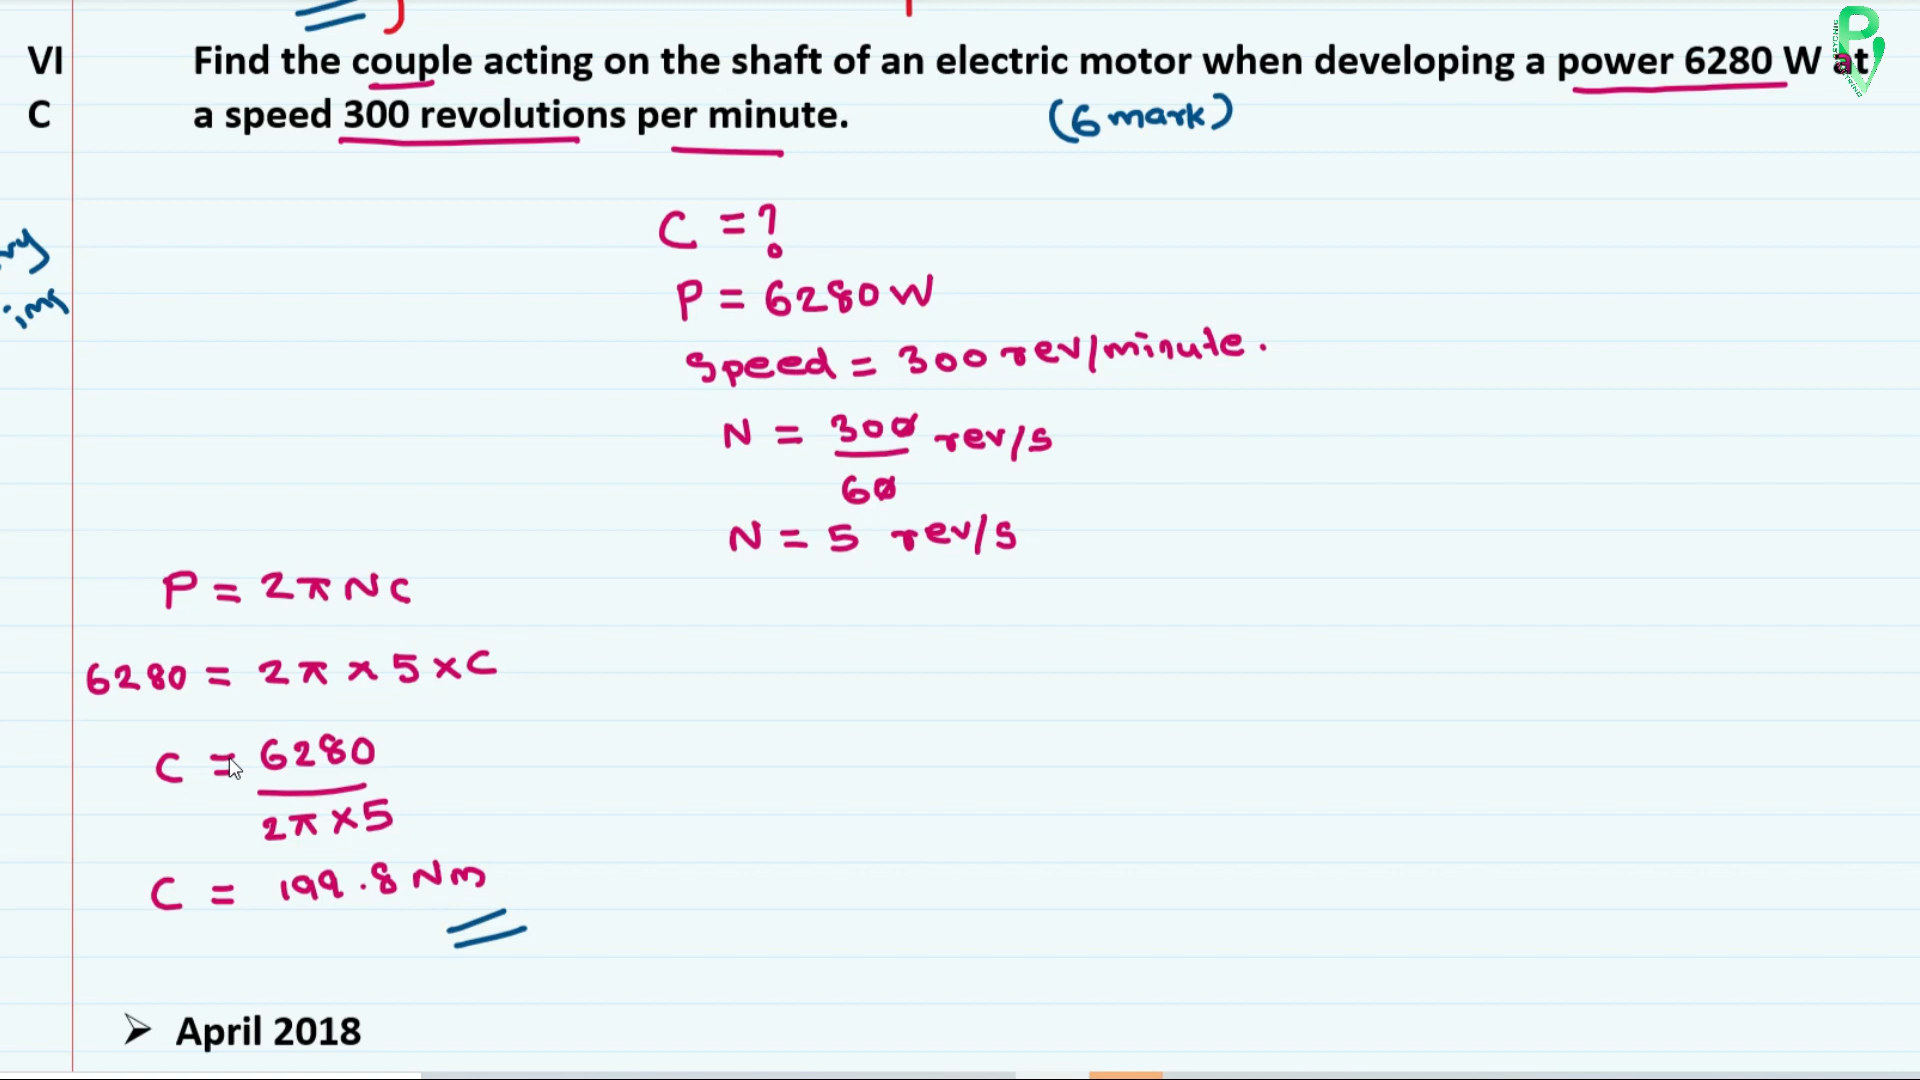 VI Find the couple acting on the shaft of an electric motor when developing a power 6280 W at
C a speed 300 revolutions per minute. (6 mark)
C = ?
P = 6280 W
Speed = 300 rev/minute.
N = 300/60 rev/s
N = 5 rev/s
P = 2πNC
6280 = 2π × 5 × C
C = 6280/2π × 5
C = 199.8 Nm
➢ April 2018